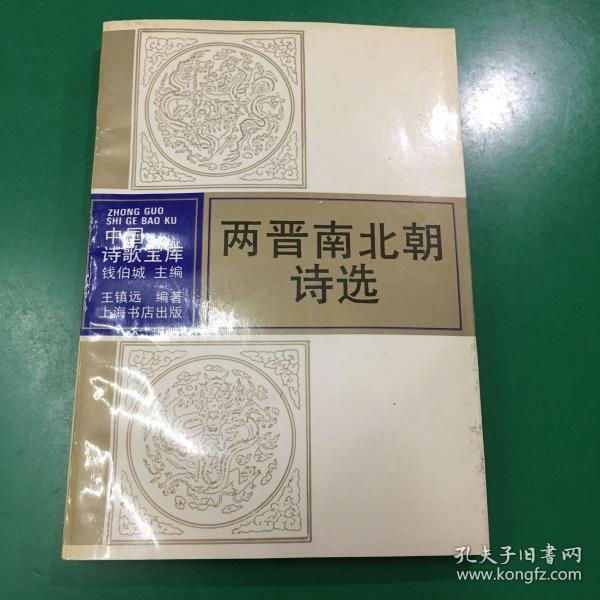 ZHONG GUO
SHI GE BAO KU
中国
诗歌宝库
钱伯城 主编
王镇远 编著
上海书店出版
两晋南北朝
诗选
孔夫子旧書网
www.kongfz.com